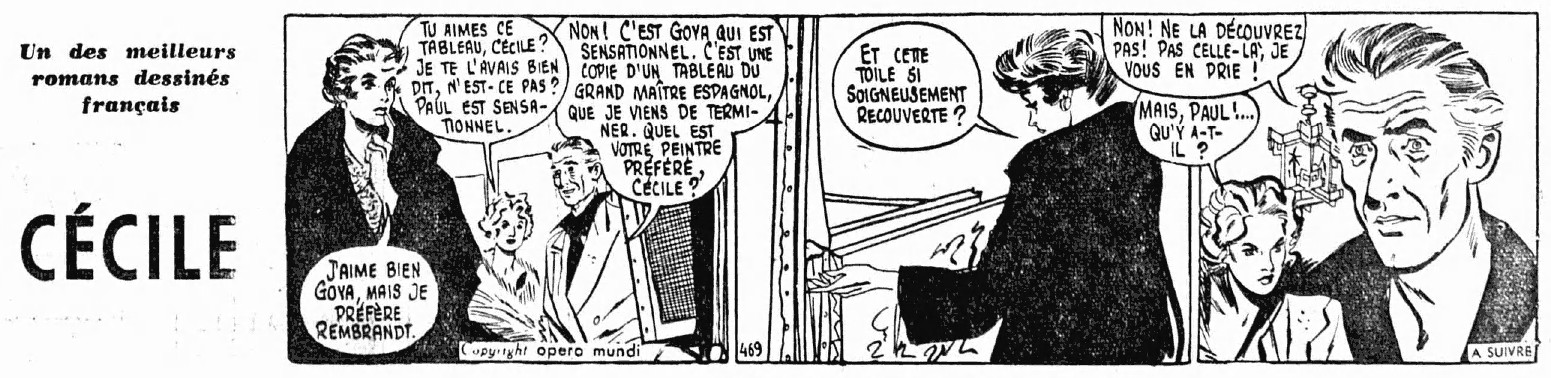 Un des meilleurs
romans dessinés
français
CÉCILE
TU AIMES CE
TABLEAU, CÉCILE ?
JE TE L'AVAIS BIEN
DIT, N'EST-CE PAS ?
PAUL EST SENSA-
TIONNEL.
NON ! C'EST GOYA QUI EST
SENSATIONNEL. C'EST UNE
COPIE D'UN TABLEAU DU
GRAND MAÎTRE ESPAGNOL,
QUE JE VIENS DE TERMI-
NER. QUEL EST
VOTRE PEINTRE
PRÉFÉRÉ,
CÉCILE ?
J'AIME BIEN
GOYA, MAIS JE
PRÉFÈRE
REMBRANDT.
Copyright opera mundi
469
ET CETTE
TOILE SI
SOIGNEUSEMENT
RECOUVERTE ?
NON ! NE LA DÉCOUVREZ
PAS ! PAS CELLE-LÀ, JE
VOUS EN PRIE !
MAIS, PAUL !....
QU'Y A-T-
IL ?
A SUIVRE